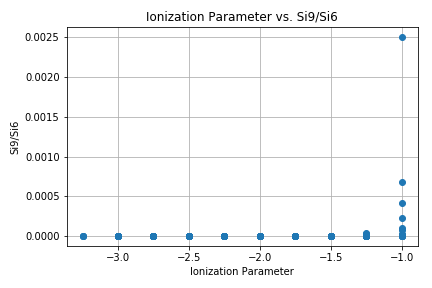 Ionization Parameter vs. Si9/Si6
0.0025
0.0020
0.0015
0.0010
0.0005
0.0000
Si9/Si6
−3.0 −2.5 −2.0 −1.5 −1.0
Ionization Parameter